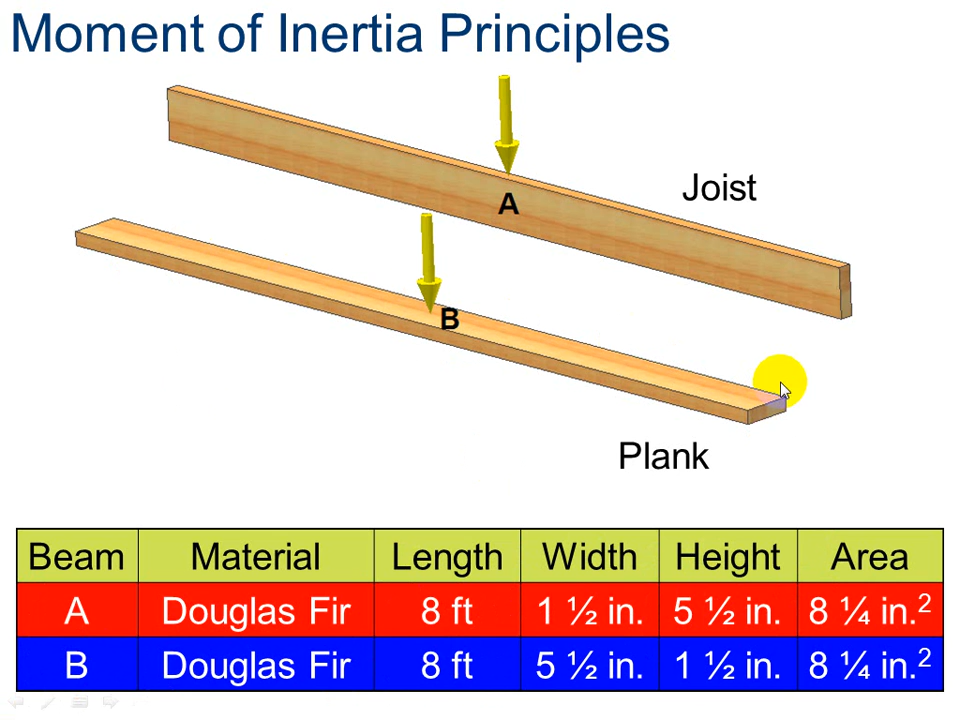 Moment of Inertia Principles
Joist
A
B
Plank
Beam Material Length Width Height Area
A Douglas Fir 8 ft 1 ½ in. 5 ½ in. 8 ¼ in.²
B Douglas Fir 8 ft 5 ½ in. 1 ½ in. 8 ¼ in.²